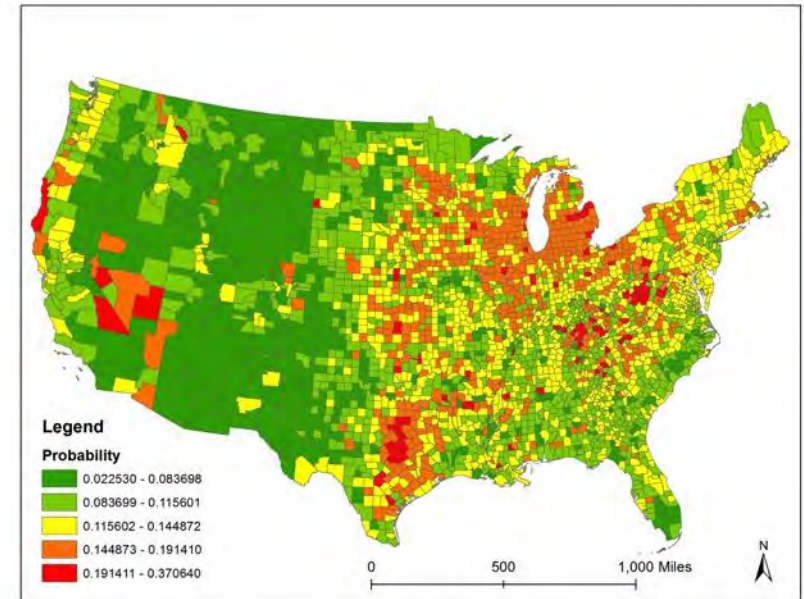 Legend
Probability
0.022530 - 0.083698
0.083699 - 0.115601
0.115602 - 0.144872
0.144873 - 0.191410
0.191411 - 0.370640
0 500 1,000 Miles
N